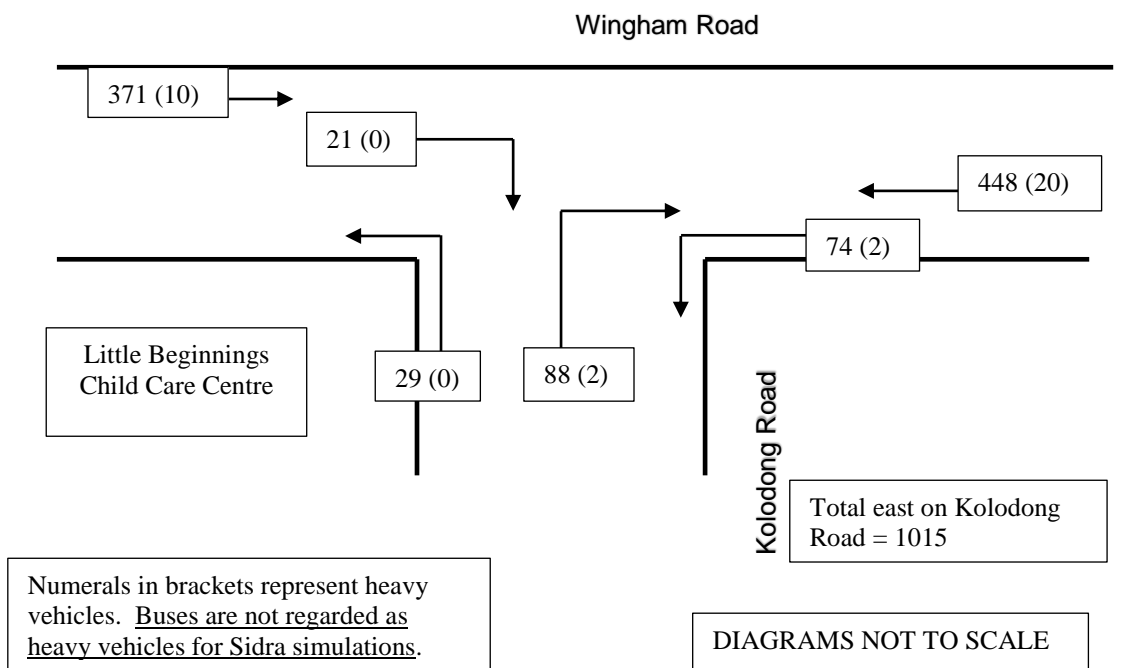 Wingham Road
371 (10)
21 (0)
448 (20)
74 (2)
Little Beginnings
Child Care Centre
29 (0)
88 (2)
Kolodong Road
Total east on Kolodong
Road = 1015
Numerals in brackets represent heavy
vehicles.  Buses are not regarded as
heavy vehicles for Sidra simulations.
DIAGRAMS NOT TO SCALE